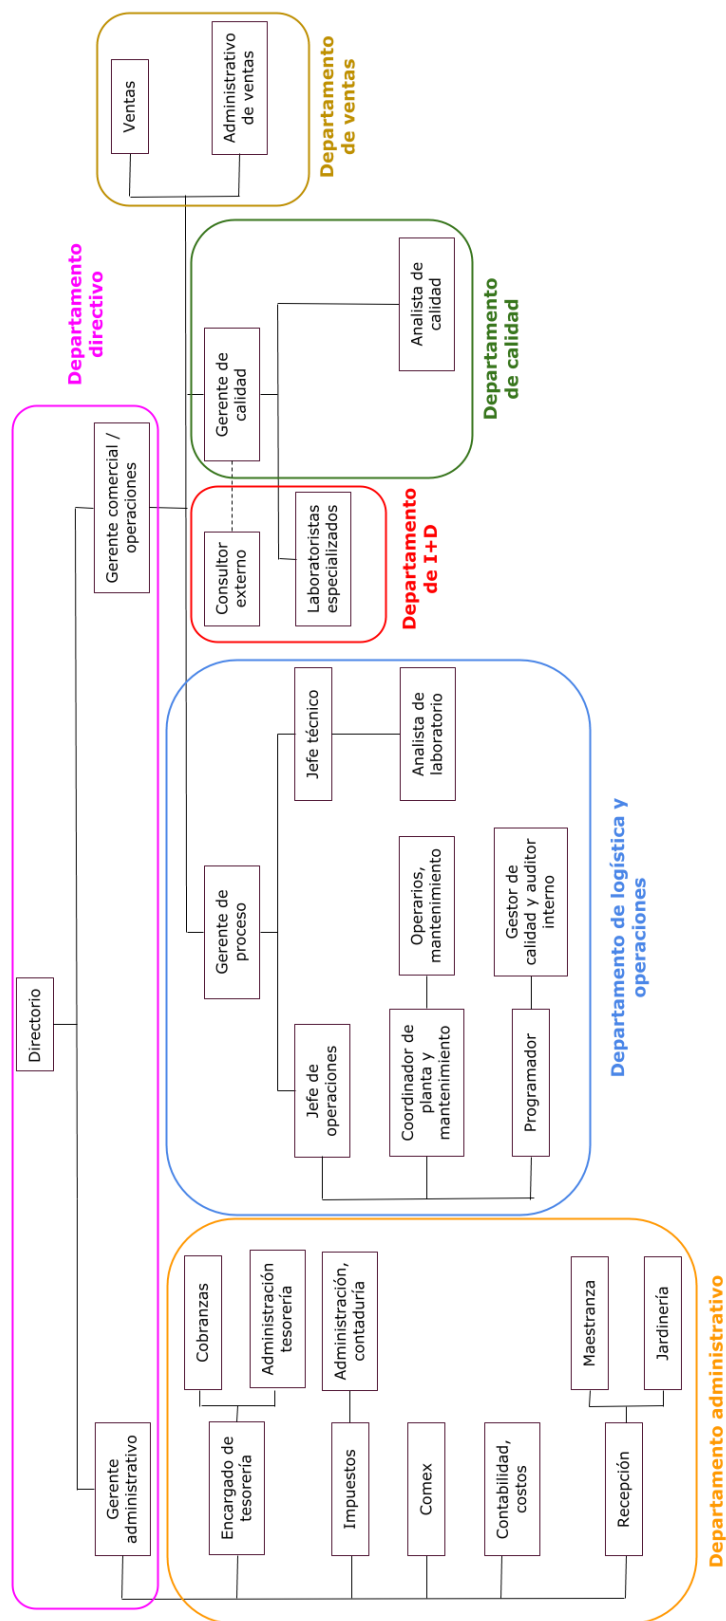 Directorio
Gerente
administrativo
Gerente comercial /
operaciones
Departamento
directivo
Encargado de
tesorería
Cobranzas
Administración
tesorería
Impuestos
Administración,
contaduría
Comex
Contabilidad,
costos
Recepción
Maestranza
Jardinería
Departamento administrativo
Gerente de
proceso
Jefe de
operaciones
Jefe técnico
Coordinador de
planta y
mantenimiento
Operarios,
mantenimiento
Analista de
laboratorio
Programador
Gestor de
calidad y auditor
interno
Departamento de logística y
operaciones
Consultor
externo
Laboratoristas
especializados
Departamento
de I+D
Gerente de
calidad
Analista de
calidad
Departamento
de calidad
Ventas
Administrativo
de ventas
Departamento
de ventas